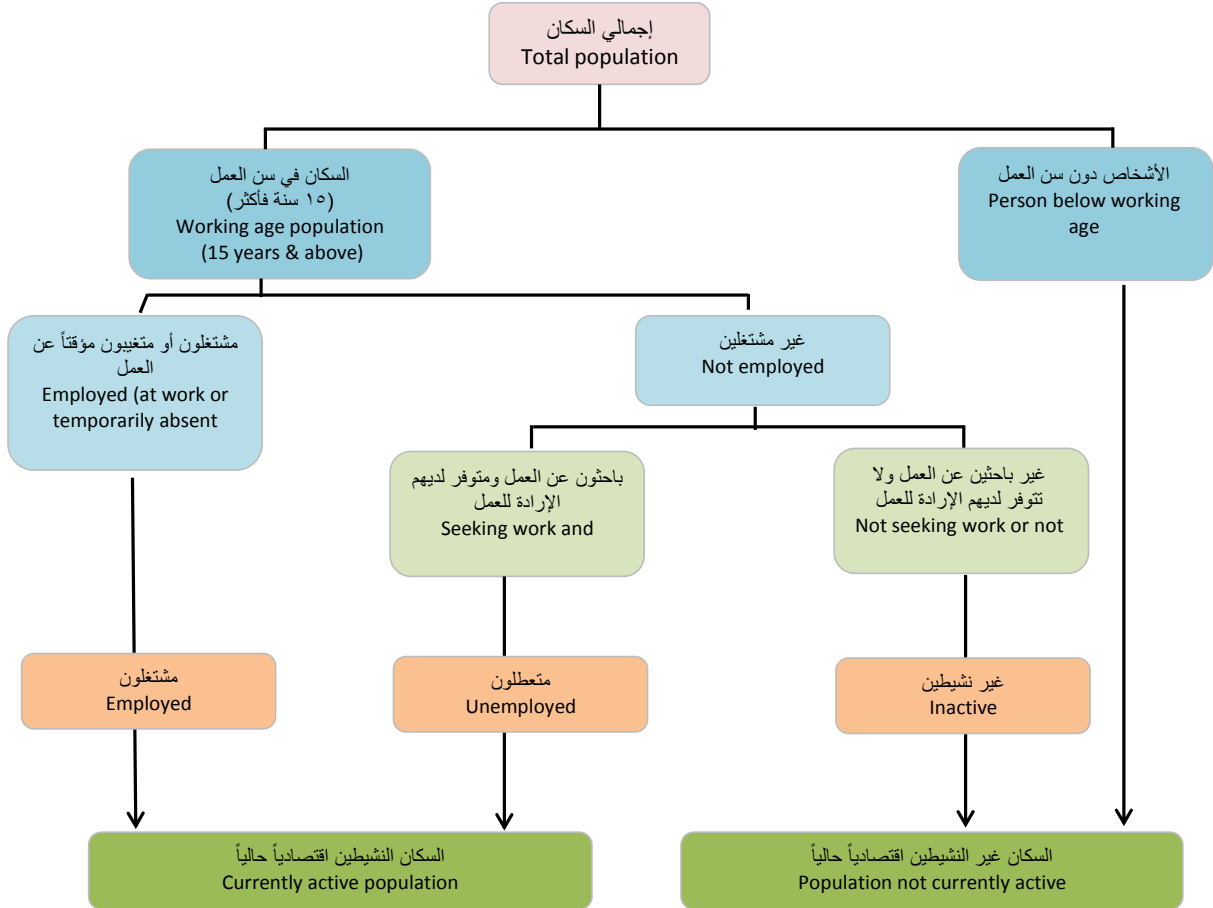 إجمالي السكان
Total population
السكان في سن العمل
(١٥ سنة فأكثر)
Working age population
(15 years & above)
الأشخاص دون سن العمل
Person below working
age
مشتغلون أو متغيبون مؤقتاً عن
العمل
Employed (at work or
temporarily absent
غير مشتغلين
Not employed
باحثون عن العمل ومتوفر لديهم
الإرادة للعمل
Seeking work and
غير باحثين عن العمل ولا
تتوفر لديهم الإرادة للعمل
Not seeking work or not
مشتغلون
Employed
متعطلون
Unemployed
غير نشيطين
Inactive
السكان النشيطين اقتصادياً حالياً
Currently active population
السكان غير النشيطين اقتصادياً حالياً
Population not currently active